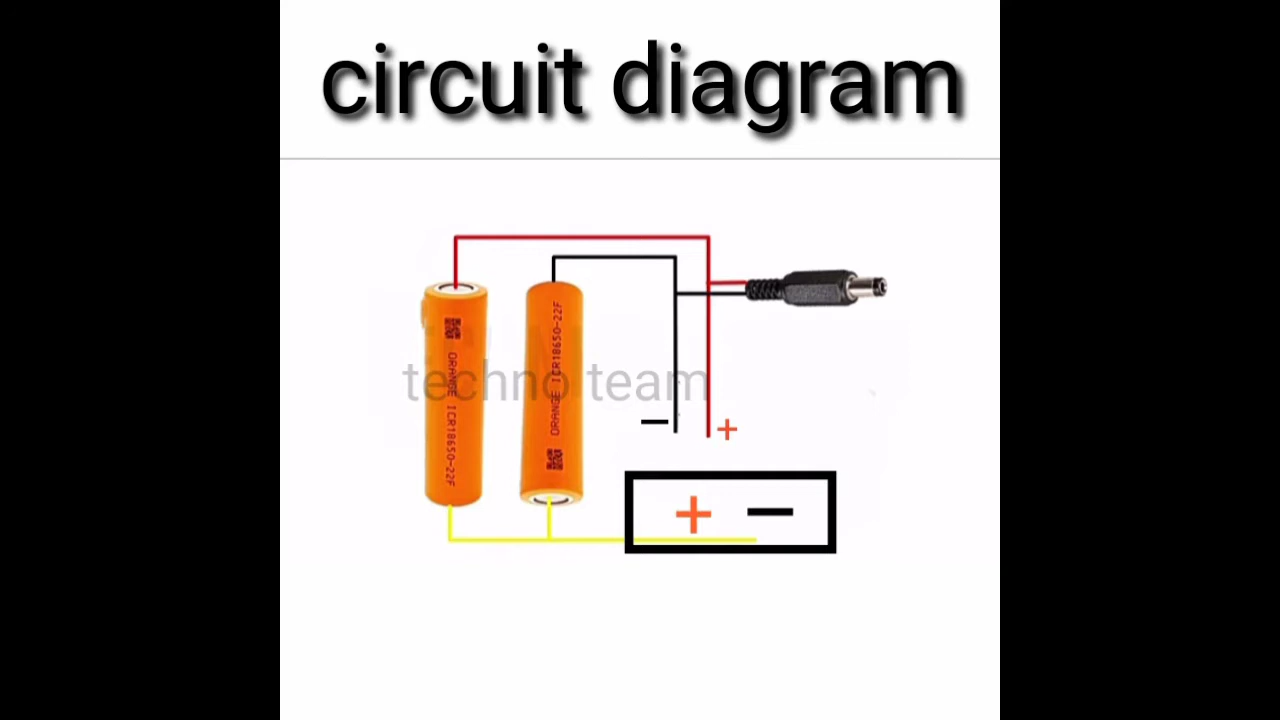 circuit diagram
ORANGE ICR18650-22F
ORANGE ICR18650-22F
techno team
− +
+ −